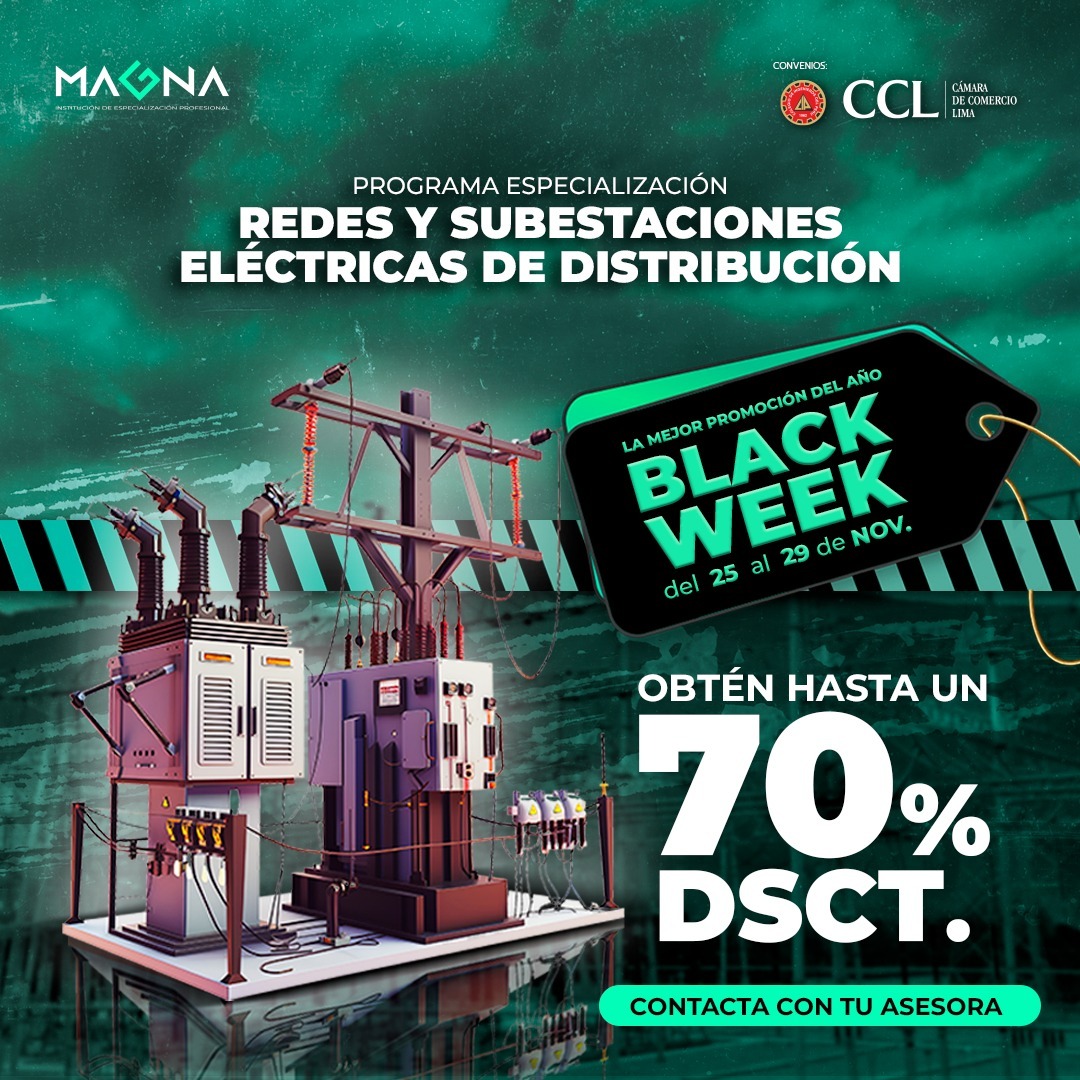 MAGNA
INSTITUCIÓN DE ESPECIALIZACIÓN PROFESIONAL
CONVENIOS:
CCL
CÁMARA
DE COMERCIO
LIMA
PROGRAMA ESPECIALIZACIÓN
REDES Y SUBESTACIONES
ELÉCTRICAS DE DISTRIBUCIÓN
LA MEJOR PROMOCIÓN DEL AÑO
BLACK
WEEK
del 25 al 29 de NOV.
OBTÉN HASTA UN
70%
DSCT.
CONTACTA CON TU ASESORA